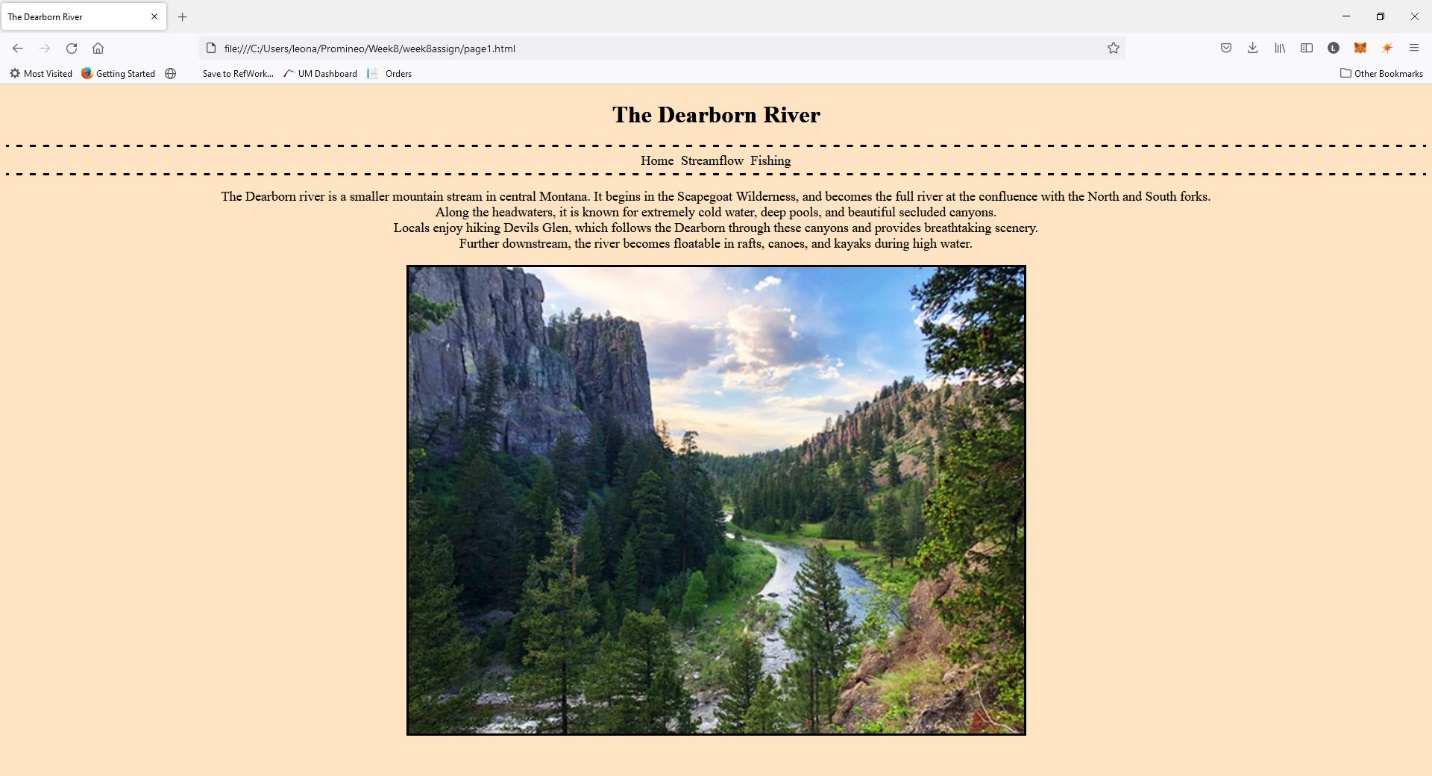 The Dearborn River
file:///C:/Users/leona/Promineo/Week8/week8assign/page1.html
Most Visited Getting Started Save to RefWork... UM Dashboard Orders Other Bookmarks
The Dearborn River
Home Streamflow Fishing
The Dearborn river is a smaller mountain stream in central Montana. It begins in the Scapegoat Wilderness, and becomes the full river at the confluence with the North and South forks.
Along the headwaters, it is known for extremely cold water, deep pools, and beautiful secluded canyons.
Locals enjoy hiking Devils Glen, which follows the Dearborn through these canyons and provides breathtaking scenery.
Further downstream, the river becomes floatable in rafts, canoes, and kayaks during high water.